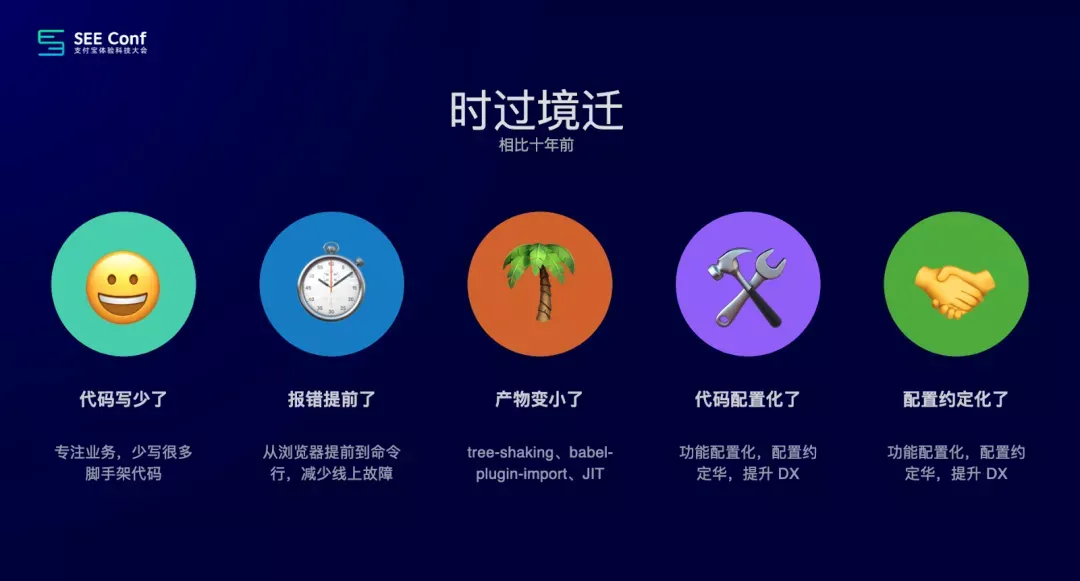 SEE Conf
支付宝体验科技大会
时过境迁
相比十年前
代码写少了
专注业务，少写很多
脚手架代码
报错提前了
从浏览器提前到命令
行，减少线上故障
产物变小了
tree-shaking、babel-
plugin-import、JIT
代码配置化了
功能配置化，配置约
定华，提升 DX
配置约定化了
功能配置化，配置约
定华，提升 DX